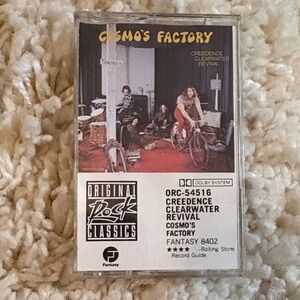 COSMO'S FACTORY
CREEDENCE
CLEARWATER
REVIVAL
DOLBY SYSTEM
ORIGINAL
Rock
CLASSICS
Fantasy
ORC-54516
CREEDENCE
CLEARWATER
REVIVAL
COSMO'S
FACTORY
FANTASY 8402
★★★★ -Rolling Stone
Record Guide